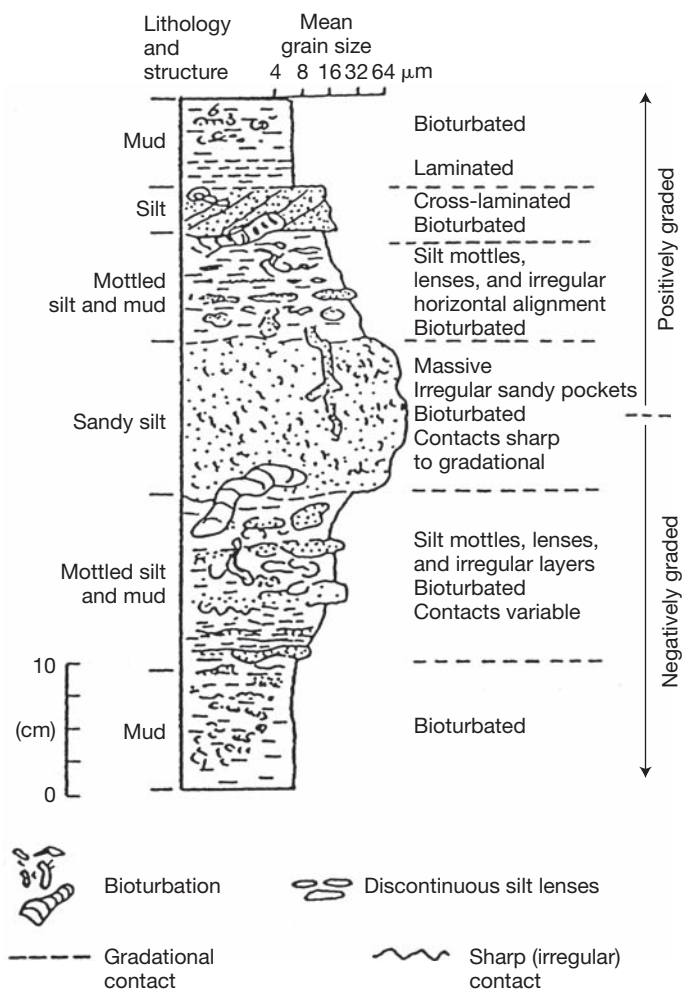 Lithology
and
structure
Mean
grain size
4 8 16 32 64 μm
Mud
Bioturbated
Laminated
Silt
Cross-laminated
Bioturbated
Mottled
silt and mud
Silt mottles,
lenses, and irregular
horizontal alignment
Bioturbated
Positively graded
Sandy silt
Massive
Irregular sandy pockets
Bioturbated
Contacts sharp
to gradational
Mottled silt
and mud
Silt mottles, lenses,
and irregular layers
Bioturbated
Contacts variable
Negatively graded
10
(cm)
0
Mud
Bioturbated
Bioturbation
Discontinuous silt lenses
Gradational
contact
Sharp (irregular)
contact